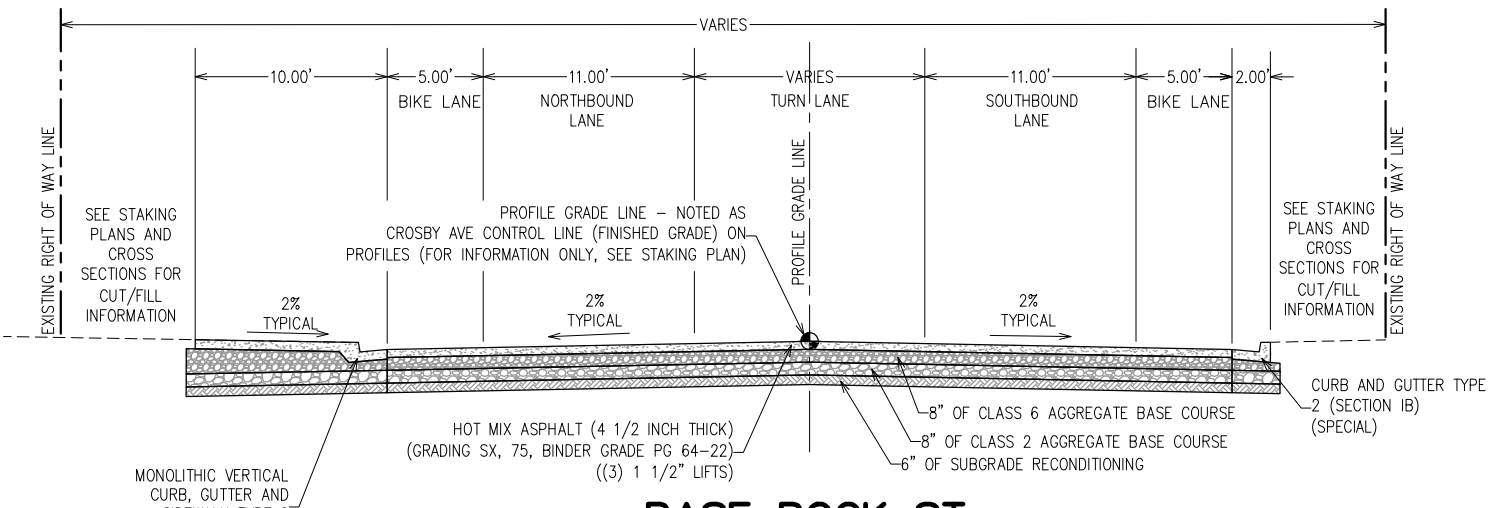 VARIES
10.00'
5.00'
11.00'
VARIES
11.00'
5.00'
2.00'
BIKE LANE
NORTHBOUND
LANE
TURN LANE
SOUTHBOUND
LANE
BIKE LANE
EXISTING RIGHT OF WAY LINE
SEE STAKING
PLANS AND
CROSS
SECTIONS FOR
CUT/FILL
INFORMATION
PROFILE GRADE LINE – NOTED AS
CROSBY AVE CONTROL LINE (FINISHED GRADE) ON
PROFILES (FOR INFORMATION ONLY, SEE STAKING PLAN)
PROFILE GRADE LINE
SEE STAKING
PLANS AND
CROSS
SECTIONS FOR
CUT/FILL
INFORMATION
EXISTING RIGHT OF WAY LINE
2%
TYPICAL
2%
TYPICAL
2%
TYPICAL
8" OF CLASS 6 AGGREGATE BASE COURSE
8" OF CLASS 2 AGGREGATE BASE COURSE
6" OF SUBGRADE RECONDITIONING
HOT MIX ASPHALT (4 1/2 INCH THICK)
(GRADING SX, 75, BINDER GRADE PG 64–22)
((3) 1 1/2" LIFTS)
CURB AND GUTTER TYPE
2 (SECTION IB)
(SPECIAL)
MONOLITHIC VERTICAL
CURB, GUTTER AND